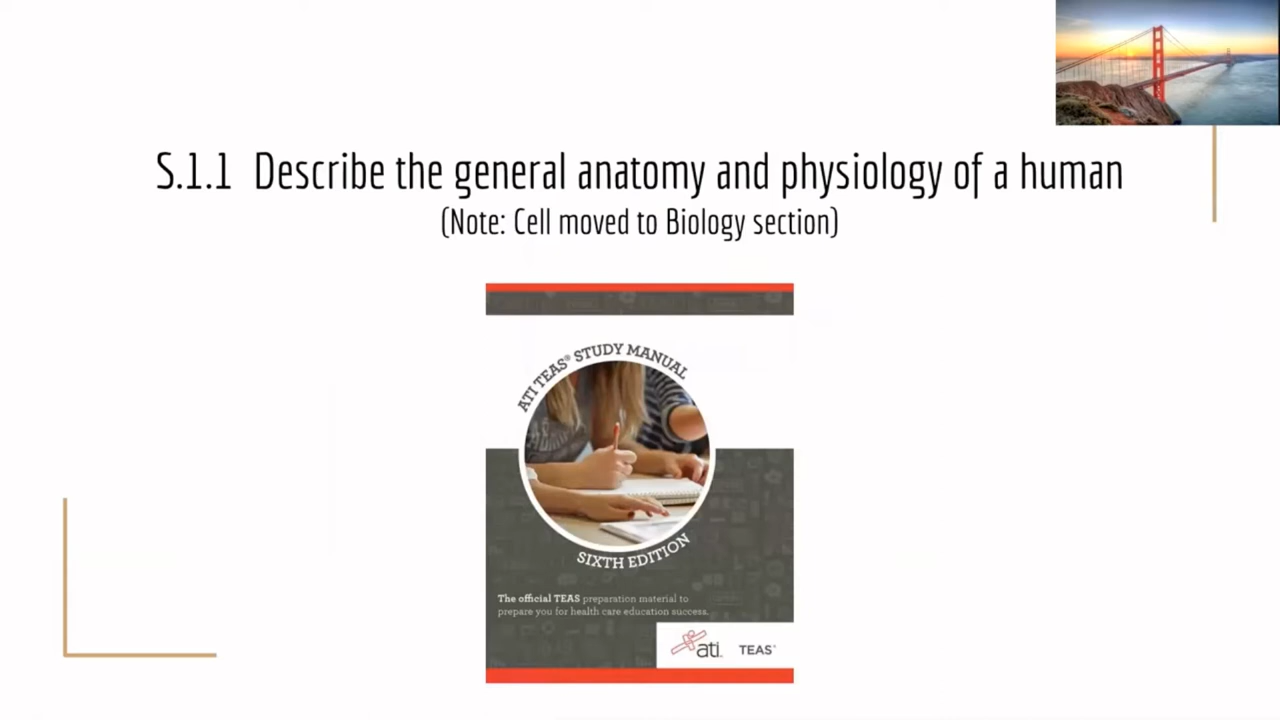 S.1.1 Describe the general anatomy and physiology of a human
(Note: Cell moved to Biology section)
ATI TEAS® STUDY MANUAL
SIXTH EDITION
The official TEAS preparation material to
prepare you for health care education success.
ati TEAS®